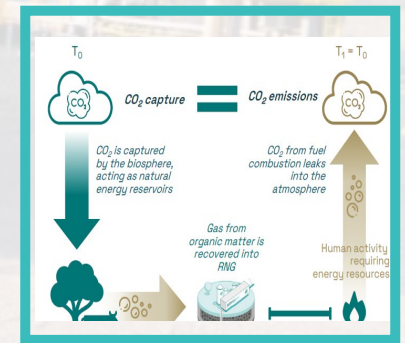 T₀
T₁ = T₀
CO₂
CO₂ capture
CO₂ emissions
CO₂
CO₂ is captured
by the biosphere,
acting as natural
energy reservoirs
CO₂ from fuel
combustion leaks
into the
atmosphere
Gas from
organic matter is
recovered into
RNG
Human activity
requiring
energy resources